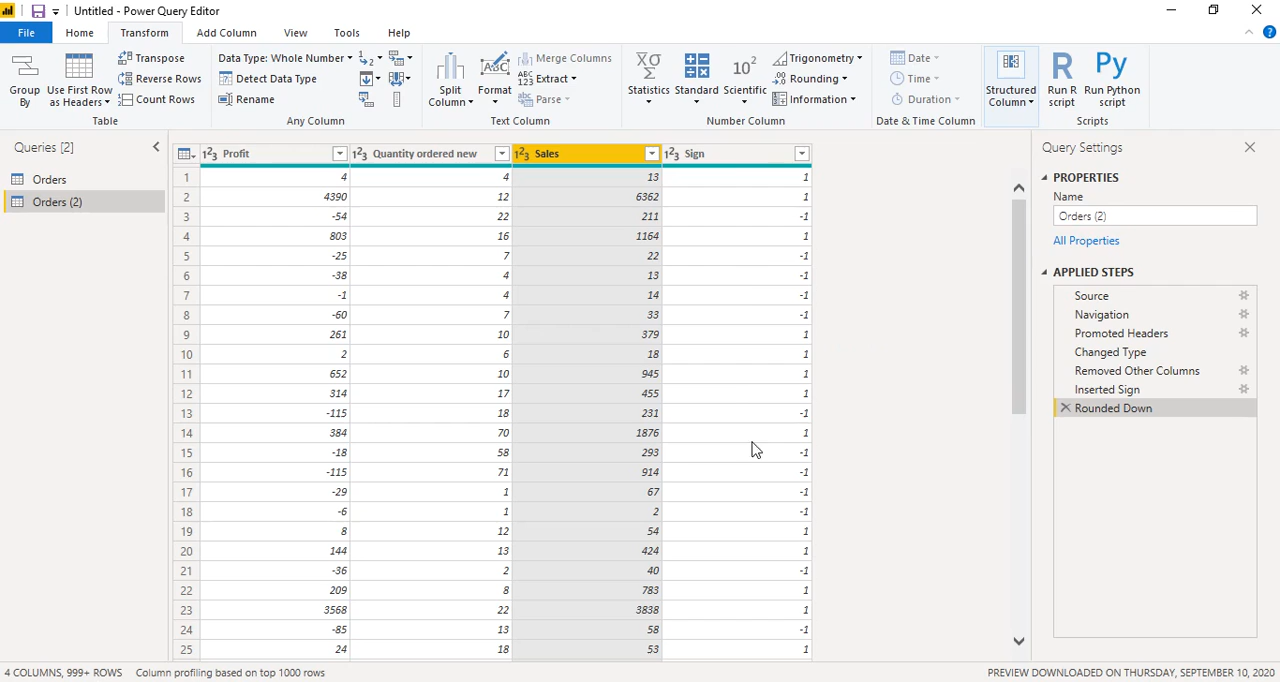 Untitled - Power Query Editor
File Home Transform Add Column View Tools Help
Group By
Use First Row as Headers
Transpose
Reverse Rows
Count Rows
Table
Data Type: Whole Number
Detect Data Type
Rename
Any Column
Split Column
Format
Merge Columns
Extract
Parse
Text Column
Statistics
Standard
Scientific
Trigonometry
Rounding
Information
Number Column
Date
Time
Duration
Date & Time Column
Structured Column
Run R script
Run Python script
Scripts
Queries [2]
Orders
Orders (2)
Profit Quantity ordered new Sales Sign
1 4 4 13 1
2 4390 12 6362 1
3 -54 22 211 -1
4 803 16 1164 1
5 -25 7 22 -1
6 -38 4 13 -1
7 -1 4 14 -1
8 -60 7 33 -1
9 261 10 379 1
10 2 6 18 1
11 652 10 945 1
12 314 17 455 1
13 -115 18 231 -1
14 384 70 1876 1
15 -18 58 293 -1
16 -115 71 914 -1
17 -29 1 67 -1
18 -6 1 2 -1
19 8 12 54 1
20 144 13 424 1
21 -36 2 40 -1
22 209 8 783 1
23 3568 22 3838 1
24 -85 13 58 -1
25 24 18 53 1
Query Settings
PROPERTIES
Name
Orders (2)
All Properties
APPLIED STEPS
Source
Navigation
Promoted Headers
Changed Type
Removed Other Columns
Inserted Sign
Rounded Down
4 COLUMNS, 999+ ROWS Column profiling based on top 1000 rows PREVIEW DOWNLOADED ON THURSDAY, SEPTEMBER 10, 2020